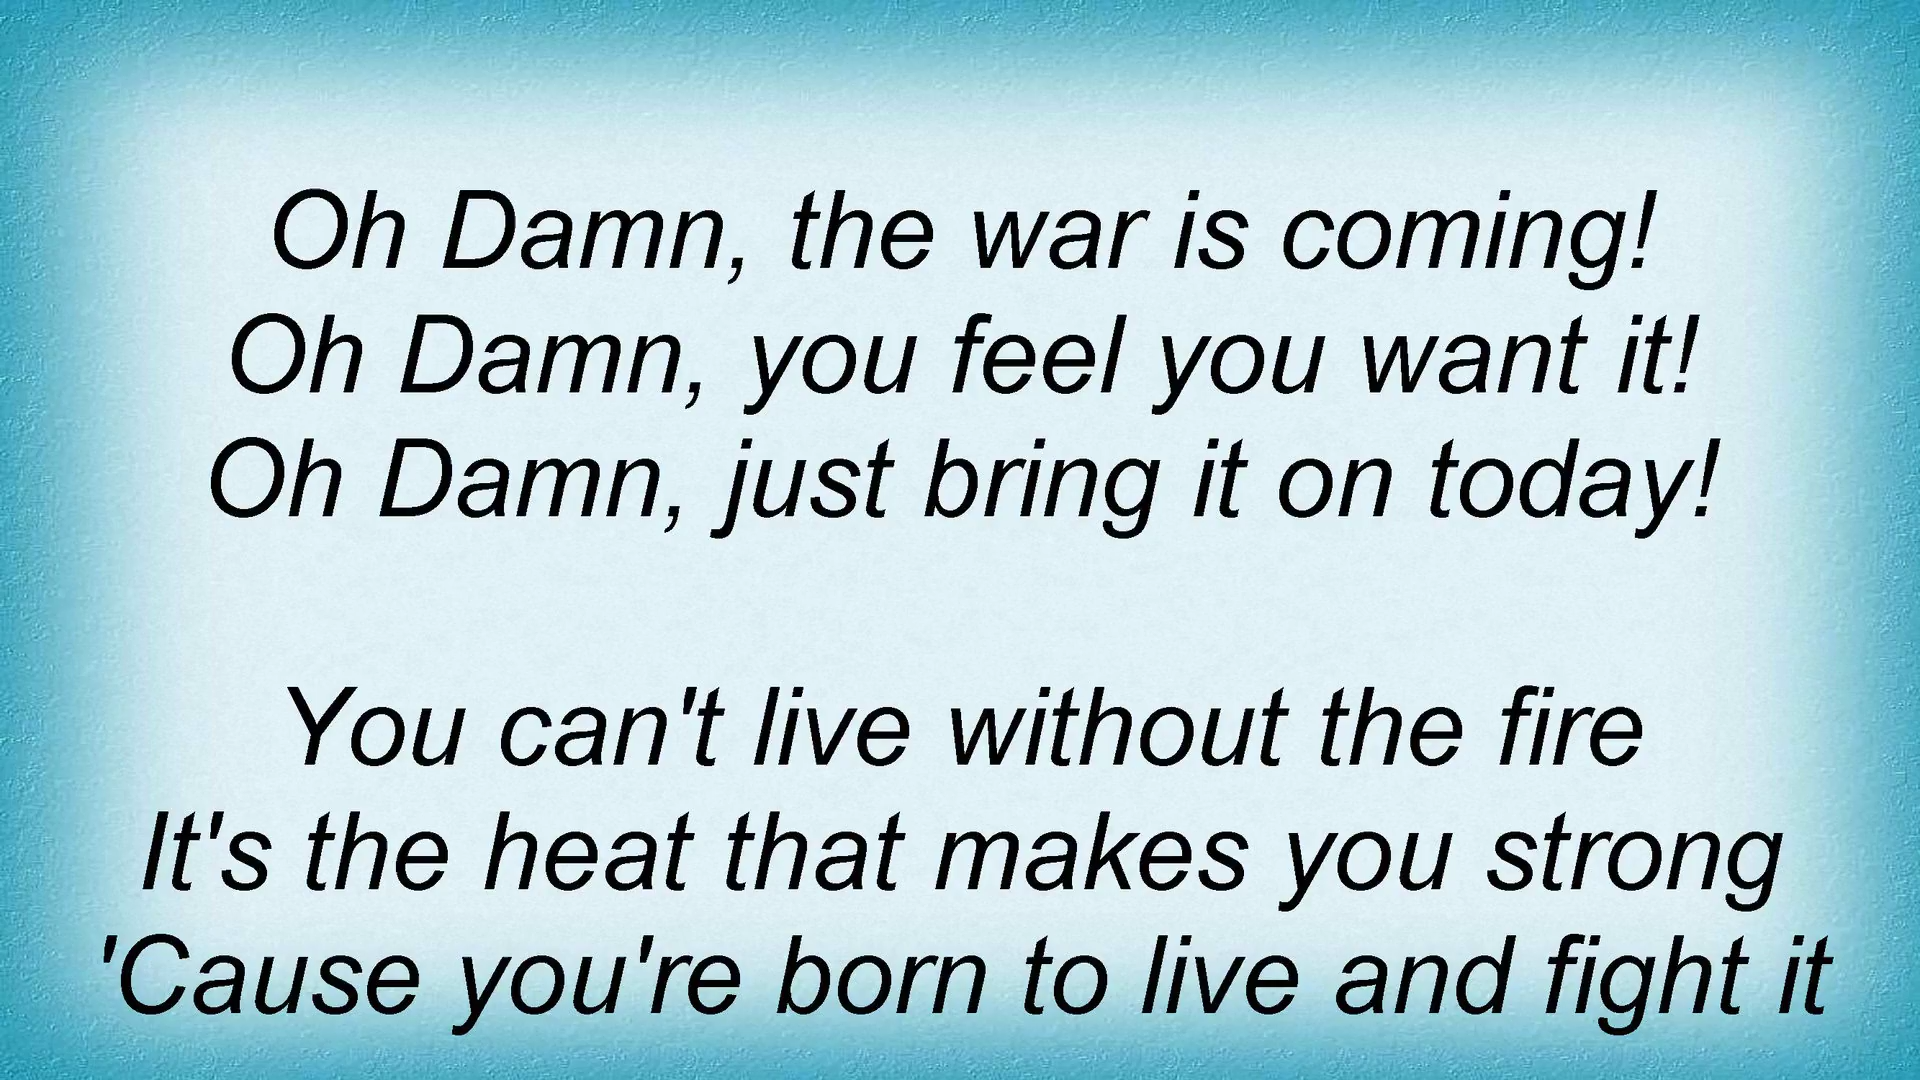 Oh Damn, the war is coming!
Oh Damn, you feel you want it!
Oh Damn, just bring it on today!
You can't live without the fire
It's the heat that makes you strong
'Cause you're born to live and fight it